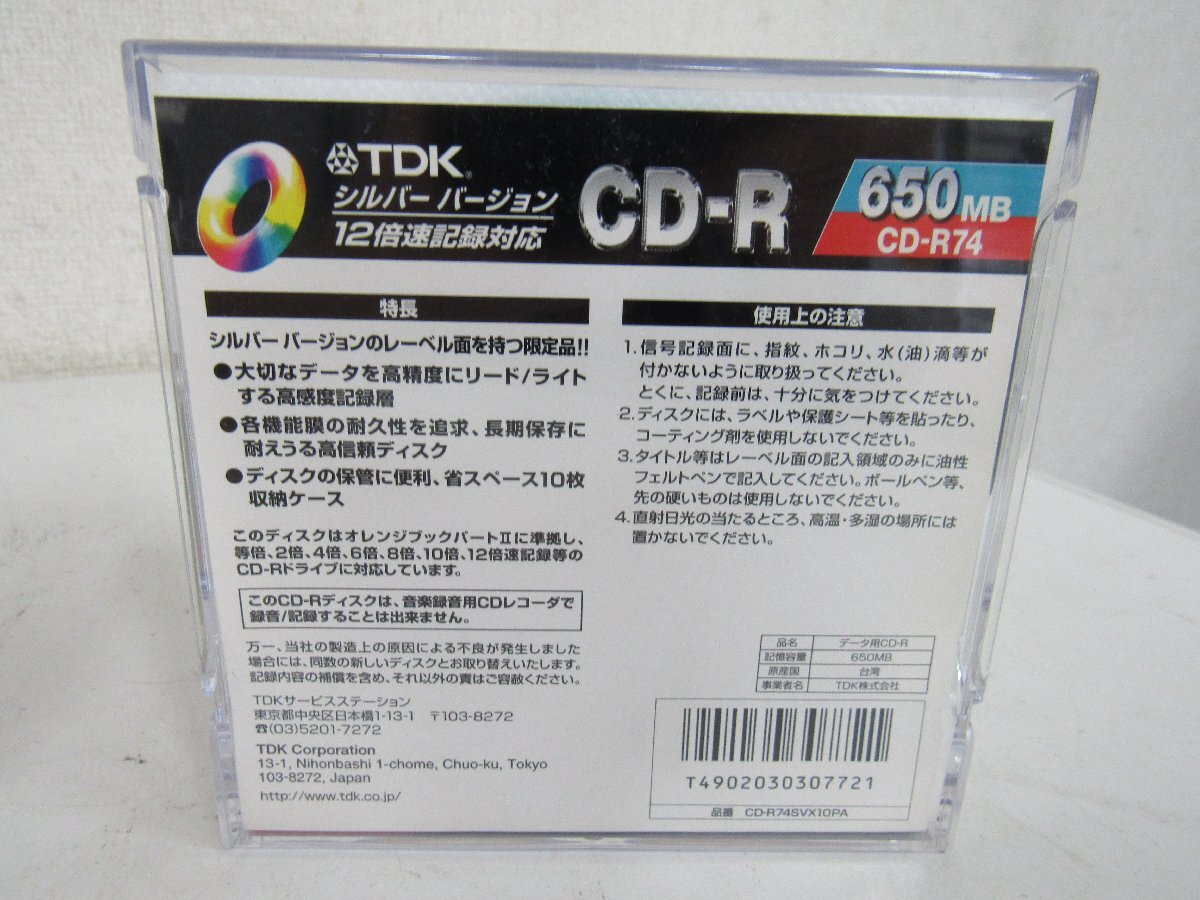 TDK
シルバー バージョン
12倍速記録対応
CD-R
650MB
CD-R74
特長
シルバー バージョンのレーベル面を持つ限定品!!
●大切なデータを高精度にリード/ライト
する高感度記録層
●各機能膜の耐久性を追求、長期保存に
耐えうる高信頼ディスク
●ディスクの保管に便利、省スペース10枚
収納ケース
このディスクはオレンジブックパートⅡに準拠し、
等倍、2倍、4倍、6倍、8倍、10倍、12倍速記録等の
CD-Rドライブに対応しています。
このCD-Rディスクは、音楽録音用CDレコーダで
録音/記録することは出来ません。
万一、当社の製造上の原因による不良が発生しました
場合には、同数の新しいディスクとお取り替えいたします。
記録内容の補償を含め、それ以外の責はご容赦ください。
TDKサービスステーション
東京都中央区日本橋1-13-1 〒103-8272
☎(03)5201-7272
TDK Corporation
13-1, Nihonbashi 1-chome, Chuo-ku, Tokyo
103-8272, Japan
http://www.tdk.co.jp/
使用上の注意
1.信号記録面に、指紋、ホコリ、水(油)滴等が
付かないように取り扱ってください。
とくに、記録前は、十分に気をつけてください。
2.ディスクには、ラベルや保護シート等を貼ったり、
コーティング剤を使用しないでください。
3.タイトル等はレーベル面の記入領域のみに油性
フェルトペンで記入してください。ボールペン等、
先の硬いものは使用しないでください。
4.直射日光の当たるところ、高温・多湿の場所には
置かないでください。
品名 データ用CD-R
記憶容量 650MB
原産国 台湾
事業者名 TDK株式会社
T4902030307721
品番 CD-R74SVX10PA